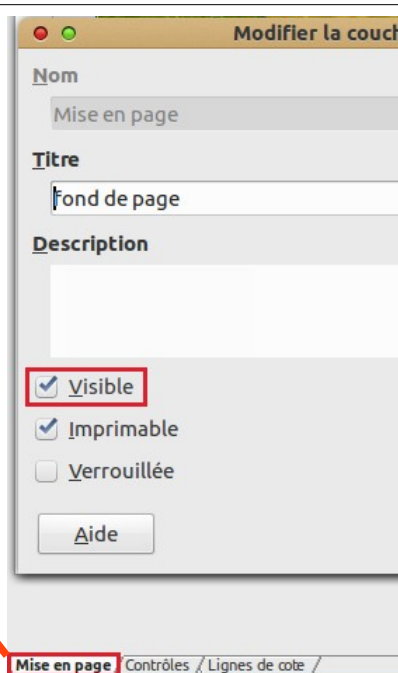 Modifier la couch
Nom
Mise en page
Titre
fond de page
Description
Visible
Imprimable
Verrouillée
Aide
Mise en page / Contrôles / Lignes de cote /